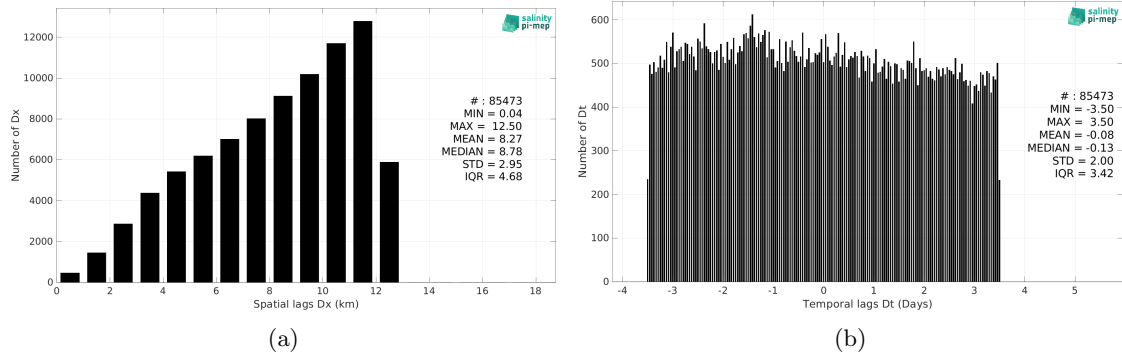 salinity
pi-mep
12000
10000
8000
6000
4000
2000
0
Number of Dx
# : 85473
MIN = 0.04
MAX = 12.50
MEAN = 8.27
MEDIAN = 8.78
STD = 2.95
IQR = 4.68
0 2 4 6 8 10 12 14 16 18
Spatial lags Dx (km)
(a)
salinity
pi-mep
600
500
400
300
200
100
0
Number of Dt
# : 85473
MIN = -3.50
MAX = 3.50
MEAN = -0.08
MEDIAN = -0.13
STD = 2.00
IQR = 3.42
-4 -3 -2 -1 0 1 2 3 4 5
Temporal lags Dt (Days)
(b)